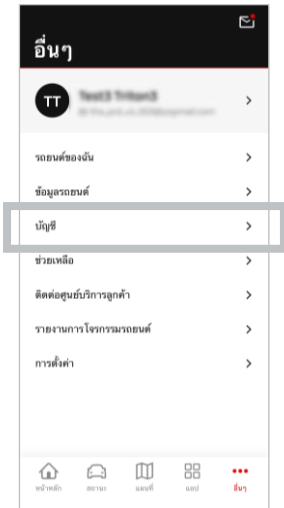 อื่นๆ
TT
รถยนต์ของฉัน
ข้อมูลรถยนต์
บัญชี
ช่วยเหลือ
ติดต่อศูนย์บริการลูกค้า
รายงานการโจรกรรมรถยนต์
การตั้งค่า
หน้าหลัก สถานะ แผนที่ แอป อื่นๆ